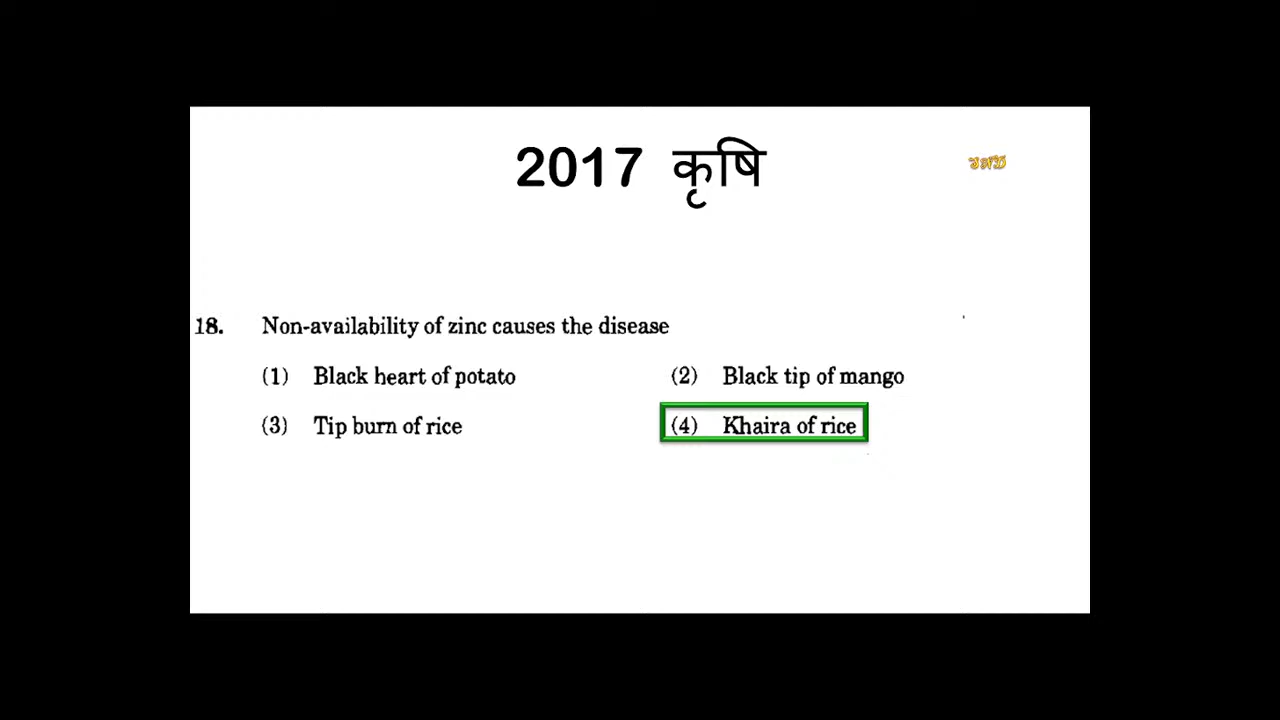 2017 कृषि
18. Non-availability of zinc causes the disease
(1) Black heart of potato (2) Black tip of mango
(3) Tip burn of rice (4) Khaira of rice